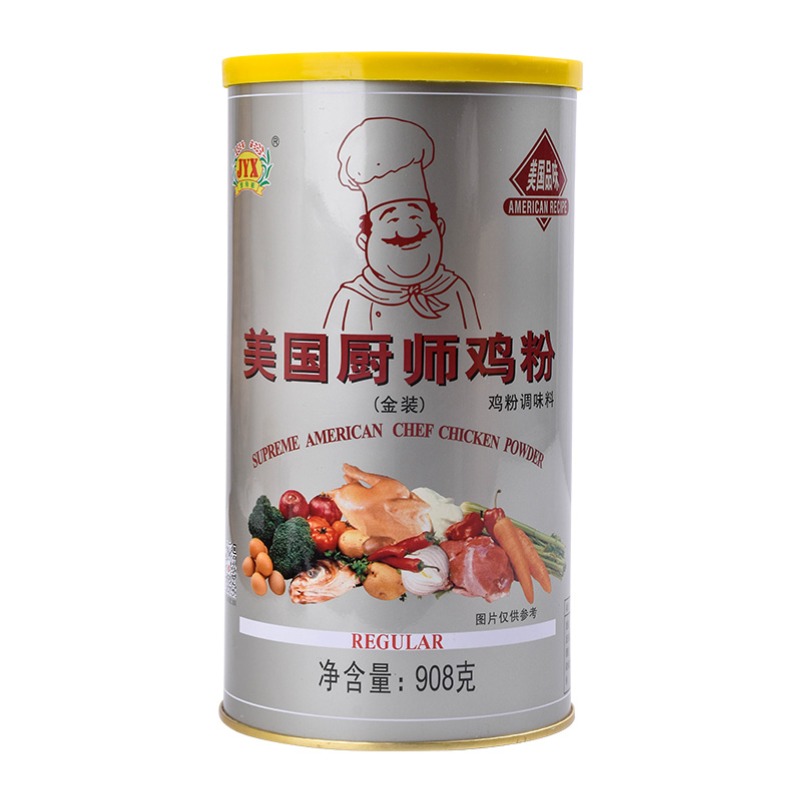 JYX
®
美国品味
AMERICAN RECIPE
美国厨师鸡粉
(金装)
鸡粉调味料
SUPREME AMERICAN CHEF CHICKEN POWDER
图片仅供参考
REGULAR
净含量：908克